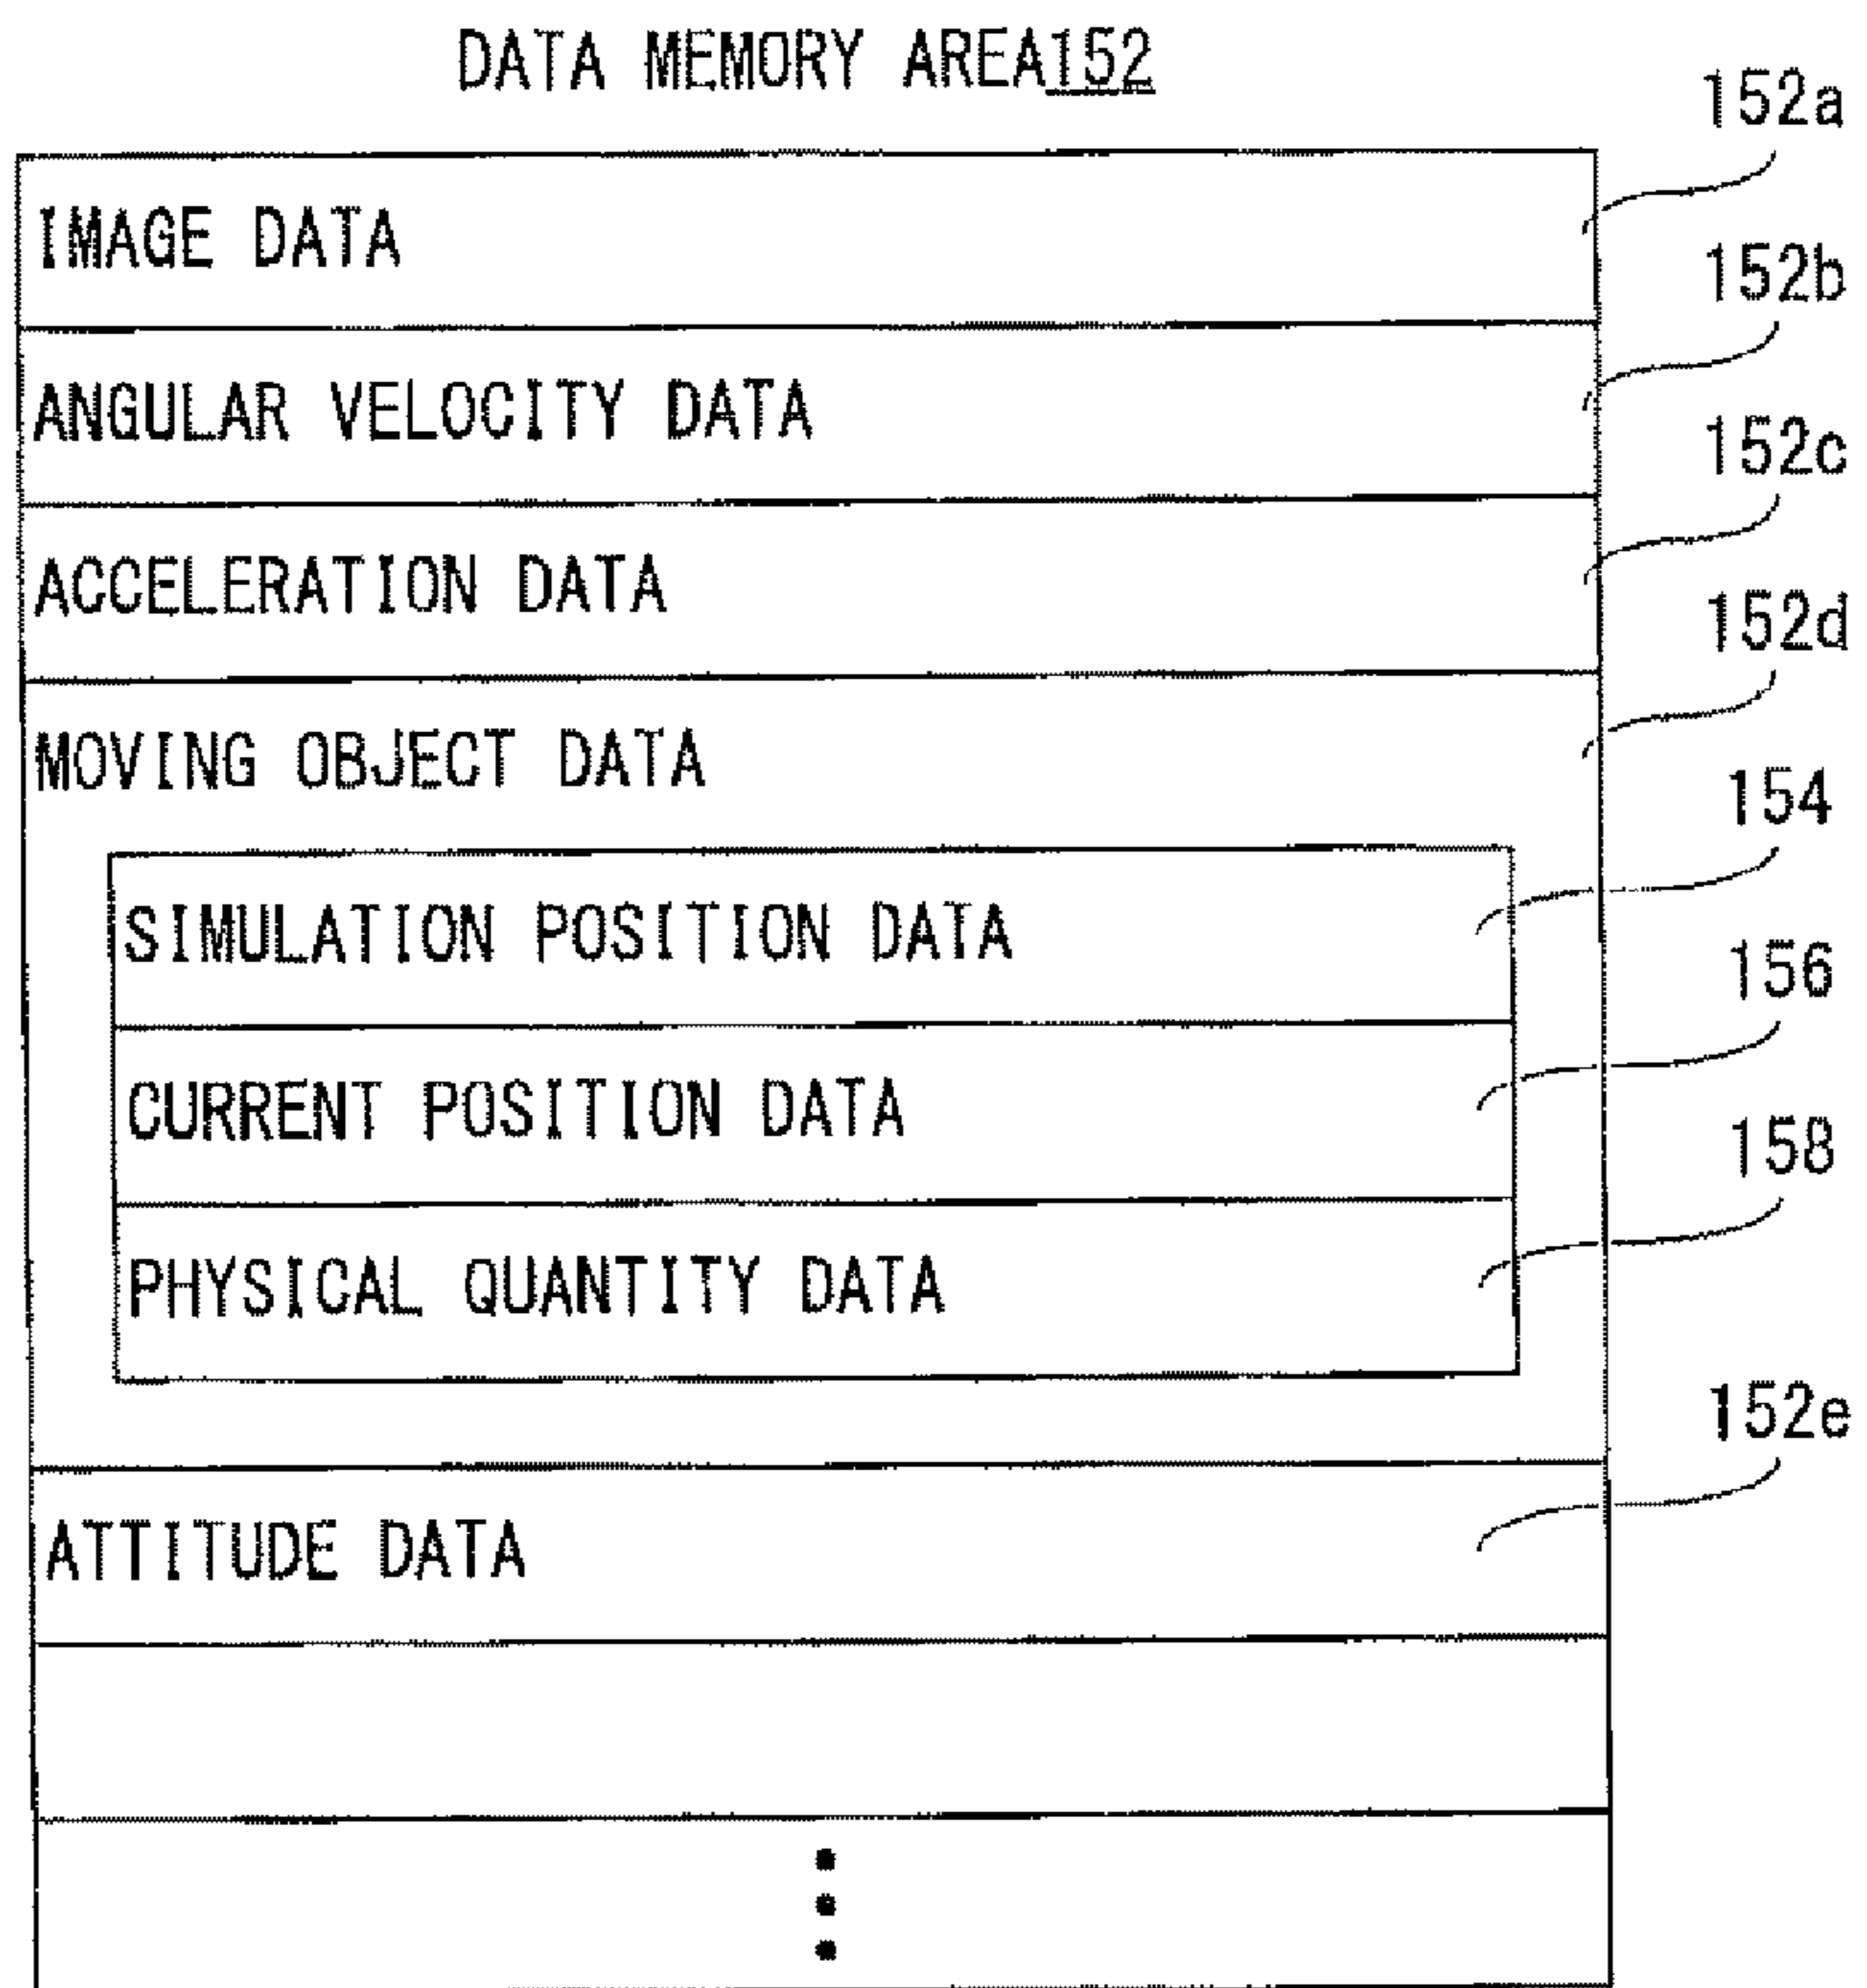 DATA MEMORY AREA152
152a
IMAGE DATA
152b
ANGULAR VELOCITY DATA
152c
ACCELERATION DATA
152d
MOVING OBJECT DATA
154
SIMULATION POSITION DATA
156
CURRENT POSITION DATA
158
PHYSICAL QUANTITY DATA
152e
ATTITUDE DATA